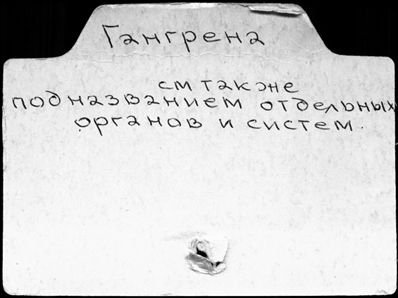 Гангрена
см также
под названием отдельных
органов и систем.